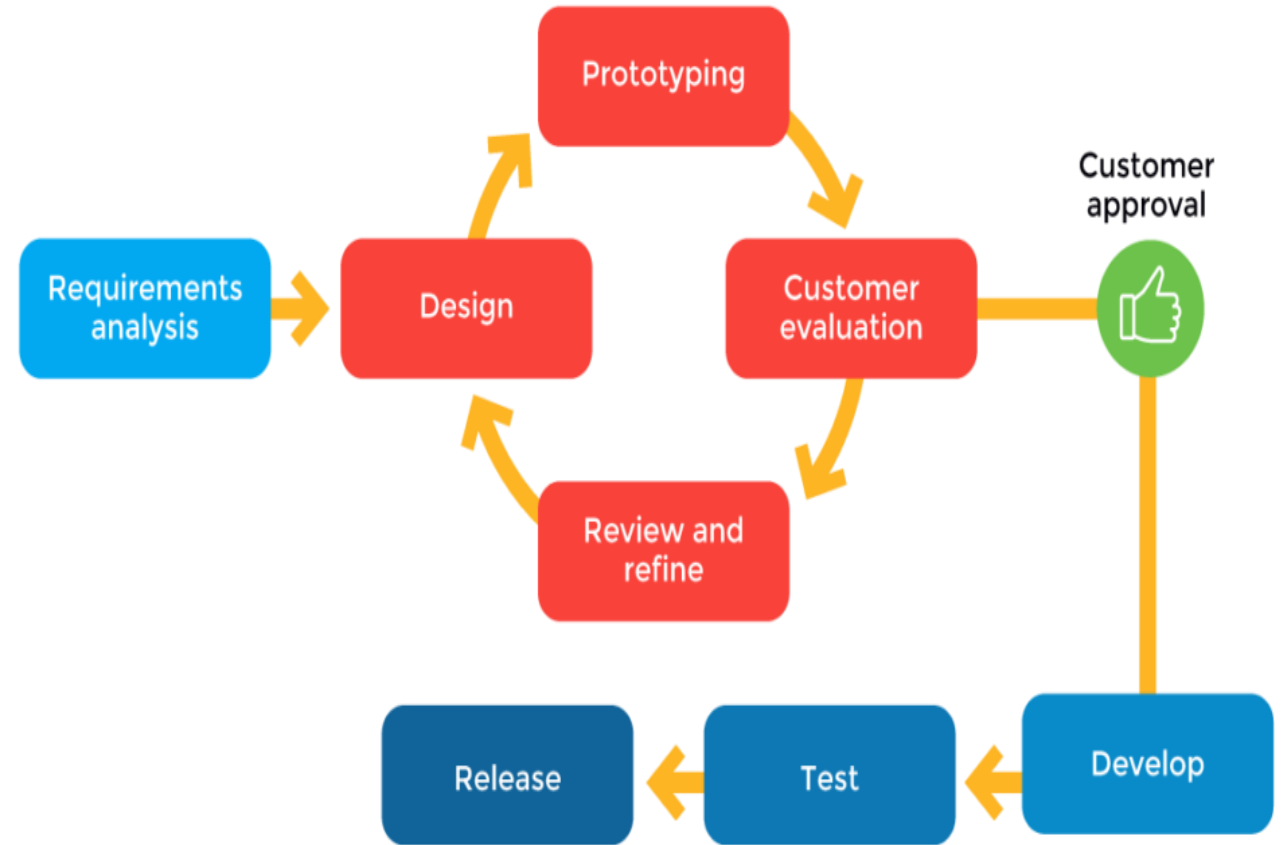 Prototyping
Customer
approval
Requirements
analysis
Design
Customer
evaluation
Review and
refine
Release
Test
Develop